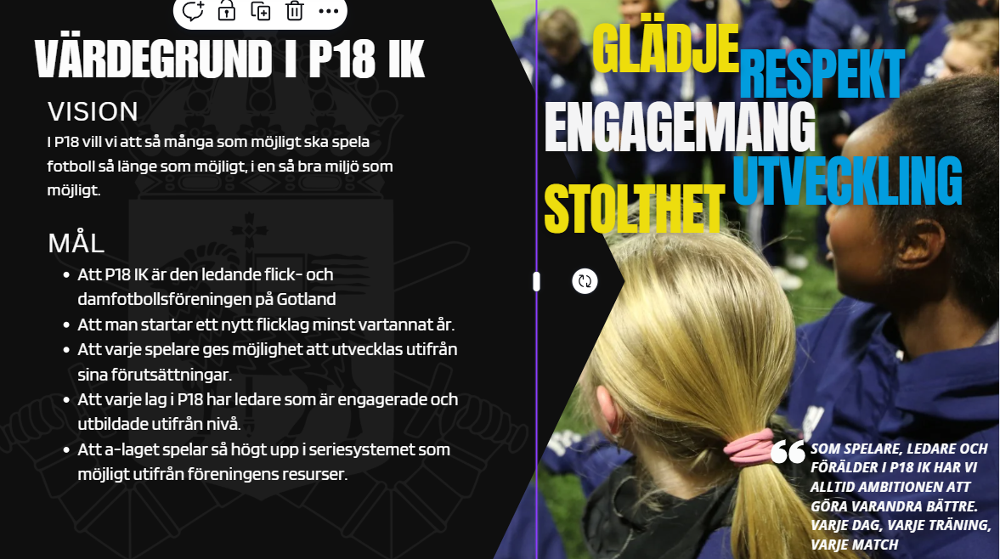 VÄRDEGRUND I P18 IK
VISION
I P18 vill vi att så många som möjligt ska spela
fotboll så länge som möjligt, i en så bra miljö som
möjligt.
MÅL
• Att P18 IK är den ledande flick- och
damfotbollsföreningen på Gotland
• Att man startar ett nytt flicklag minst vartannat år.
• Att varje spelare ges möjlighet att utvecklas utifrån
sina förutsättningar.
• Att varje lag i P18 har ledare som är engagerade och
utbildade utifrån nivå.
• Att a-laget spelar så högt upp i seriesystemet som
möjligt utifrån föreningens resurser.
GLÄDJE
RESPEKT
ENGAGEMANG
UTVECKLING
STOLTHET
“ SOM SPELARE, LEDARE OCH
FÖRÄLDER I P18 IK HAR VI
ALLTID AMBITIONEN ATT
GÖRA VARANDRA BÄTTRE.
VARJE DAG, VARJE TRÄNING,
VARJE MATCH